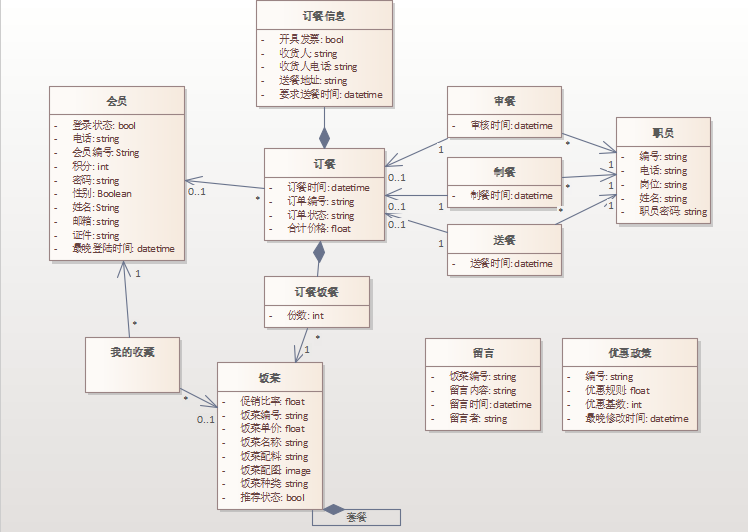 订餐信息
- 开具发票: bool
- 收货人: string
- 收货人电话: string
- 送餐地址: string
- 要求送餐时间: datetime
会员
- 登录状态: bool
- 电话: string
- 会员编号: String
- 积分: int
- 密码: string
- 性别: Boolean
- 姓名: String
- 邮箱: string
- 证件: string
- 最晚登陆时间: datetime
订餐
- 订餐时间: datetime
- 订单编号: string
- 订单状态: string
- 合计价格: float
审餐
- 审核时间: datetime
制餐
- 制餐时间: datetime
送餐
- 送餐时间: datetime
职员
- 编号: string
- 电话: string
- 岗位: string
- 姓名: string
- 职员密码: string
0..1
*
0..1
1
*
1
0..1
1
*
1
0..1
1
*
1
订餐饭餐
- 份数: int
*
1
1
*
我的收藏
*
0..1
饭菜
- 促销比率: float
- 饭菜编号: string
- 饭菜单价: float
- 饭菜名称: string
- 饭菜配料: string
- 饭菜配图: image
- 饭菜种类: string
- 推荐状态: bool
套餐
留言
- 饭菜编号: string
- 留言内容: string
- 留言时间: datetime
- 留言者: string
优惠政策
- 编号: string
- 优惠规则: float
- 优惠基数: int
- 最晚修改时间: datetime